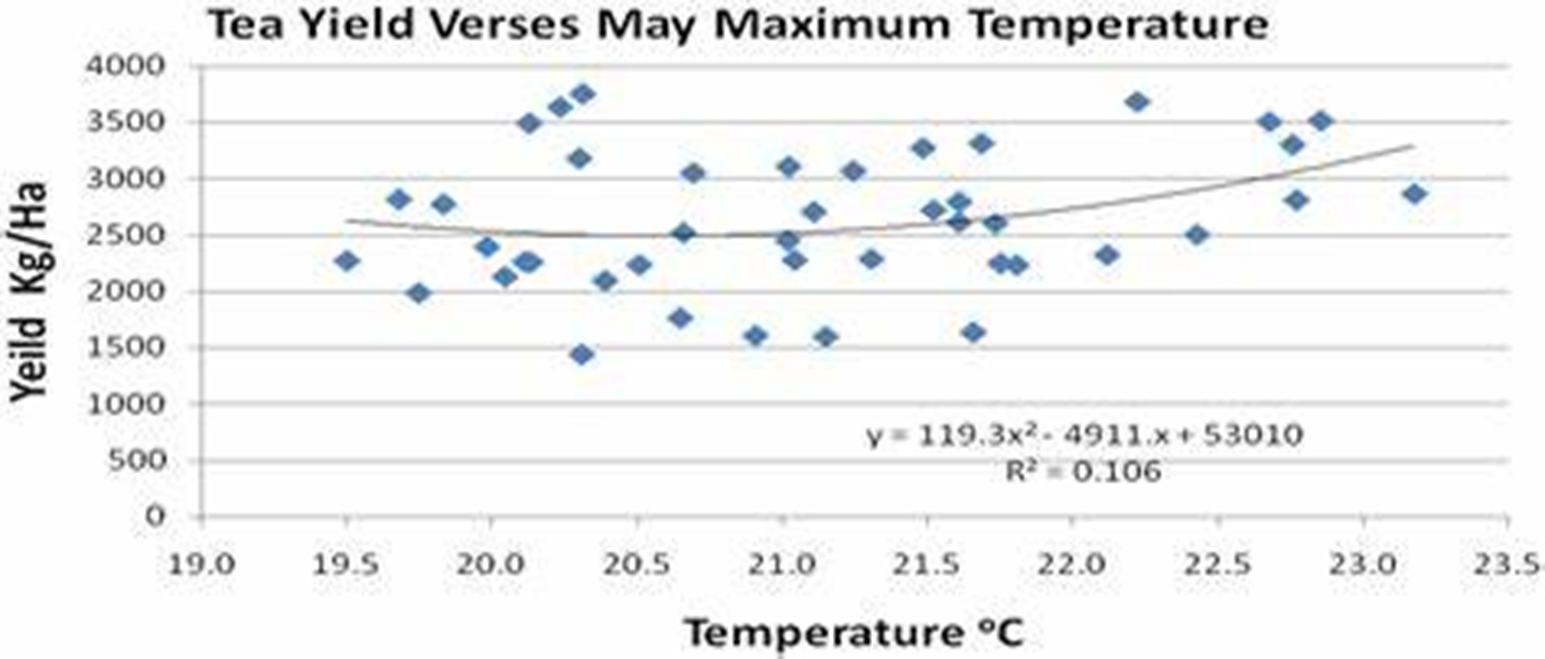 Tea Yield Verses May Maximum Temperature
Yeild Kg/Ha
4000
3500
3000
2500
2000
1500
1000
500
0
y = 119.3x² - 4911.x + 53010
R² = 0.106
19.0 19.5 20.0 20.5 21.0 21.5 22.0 22.5 23.0 23.5
Temperature ºC